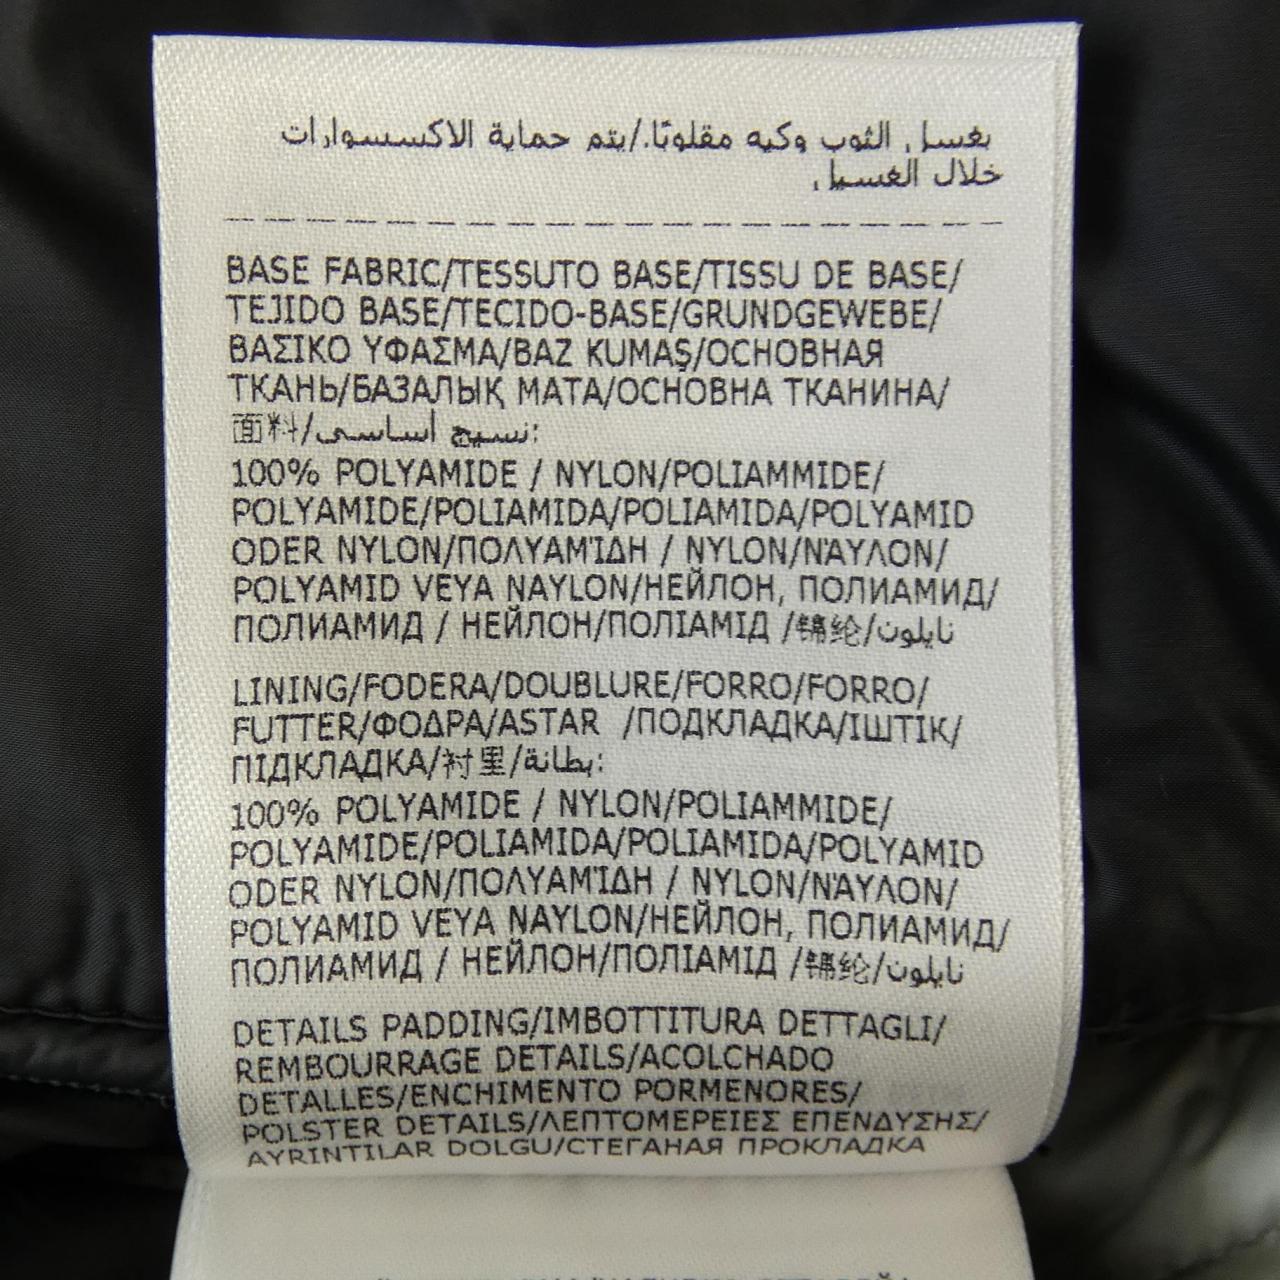 يغسل الثوب وكيه مقلوبًا./يتم حماية الاكسسوارات
خلال الغسيل.
BASE FABRIC/TESSUTO BASE/TISSU DE BASE/
TEJIDO BASE/TECIDO-BASE/GRUNDGEWEBE/
ΒΑΣΙΚΟ ΥΦΑΣΜΑ/BAZ KUMAŞ/ОСНОВНАЯ
ТКАНЬ/БАЗАЛЫҚ МАТА/ОСНОВНА ТКАНИНА/
面料/نسيج أساسي:
100% POLYAMIDE / NYLON/POLIAMMIDE/
POLYAMIDE/POLIAMIDA/POLIAMIDA/POLYAMID
ODER NYLON/ΠΟΛΥΑΜΊΔΗ / NYLON/ΝΆΥΛΟΝ/
POLYAMID VEYA NAYLON/НЕЙЛОН, ПОЛИАМИД/
ПОЛИАМИД / НЕЙЛОН/ПОЛІАМІД /锦纶/نايلون
LINING/FODERA/DOUBLURE/FORRO/FORRO/
FUTTER/ΦΟΔΡΑ/ASTAR /ПОДКЛАДКА/ІШТІК/
ПІДКЛАДКА/衬里/بطانة:
100% POLYAMIDE / NYLON/POLIAMMIDE/
POLYAMIDE/POLIAMIDA/POLIAMIDA/POLYAMID
ODER NYLON/ΠΟΛΥΑΜΊΔΗ / NYLON/ΝΆΥΛΟΝ/
POLYAMID VEYA NAYLON/НЕЙЛОН, ПОЛИАМИД/
ПОЛИАМИД / НЕЙЛОН/ПОЛІАМІД /锦纶/نايلون
DETAILS PADDING/IMBOTTITURA DETTAGLI/
REMBOURRAGE DETAILS/ACOLCHADO
DETALLES/ENCHIMENTO PORMENORES/
POLSTER DETAILS/ΛΕΠΤΟΜΕΡΕΙΕΣ ΕΠΕΝΔΥΣΗΣ/
AYRINTILAR DOLGU/СТЕГАНАЯ ПРОКЛАДКА